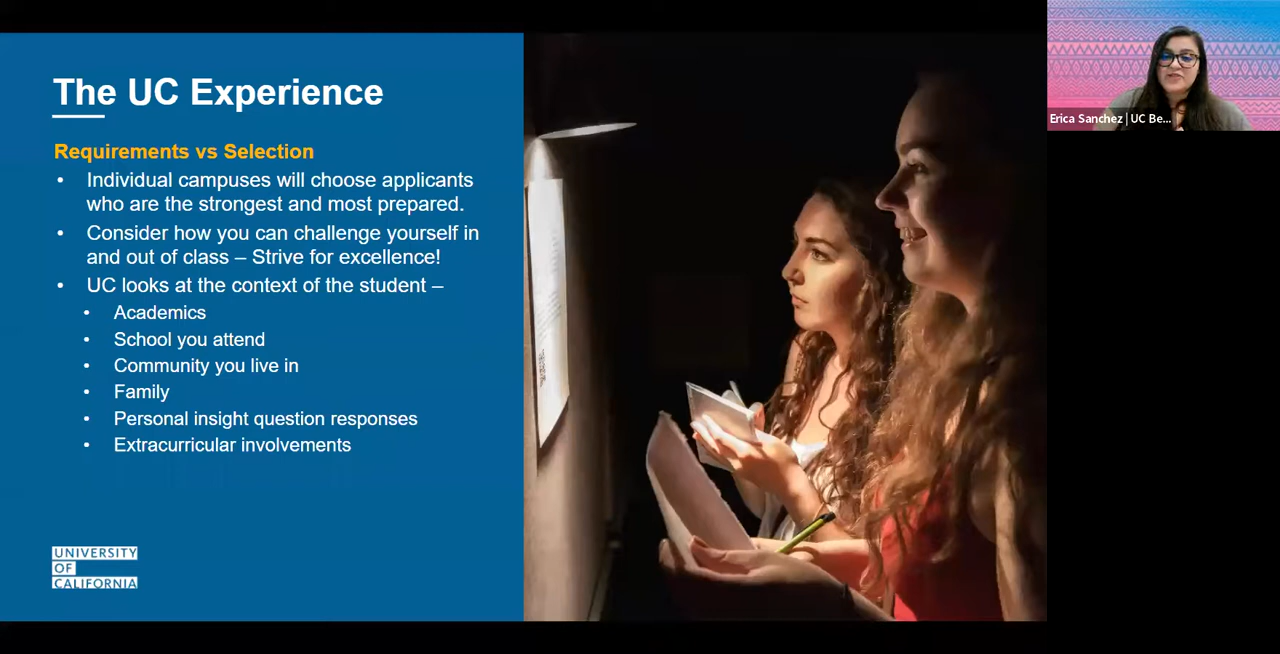 The UC Experience
Requirements vs Selection
• Individual campuses will choose applicants
who are the strongest and most prepared.
• Consider how you can challenge yourself in
and out of class – Strive for excellence!
• UC looks at the context of the student –
• Academics
• School you attend
• Community you live in
• Family
• Personal insight question responses
• Extracurricular involvements
UNIVERSITY
OF
CALIFORNIA
Erica Sanchez | UC Be...